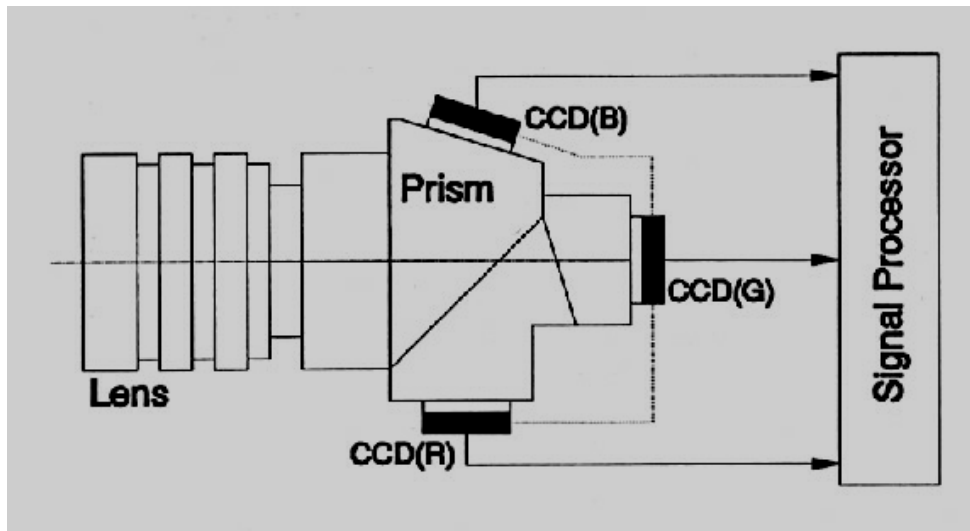 CCD(B)
Prism
CCD(G)
Signal Processor
Lens
CCD(R)